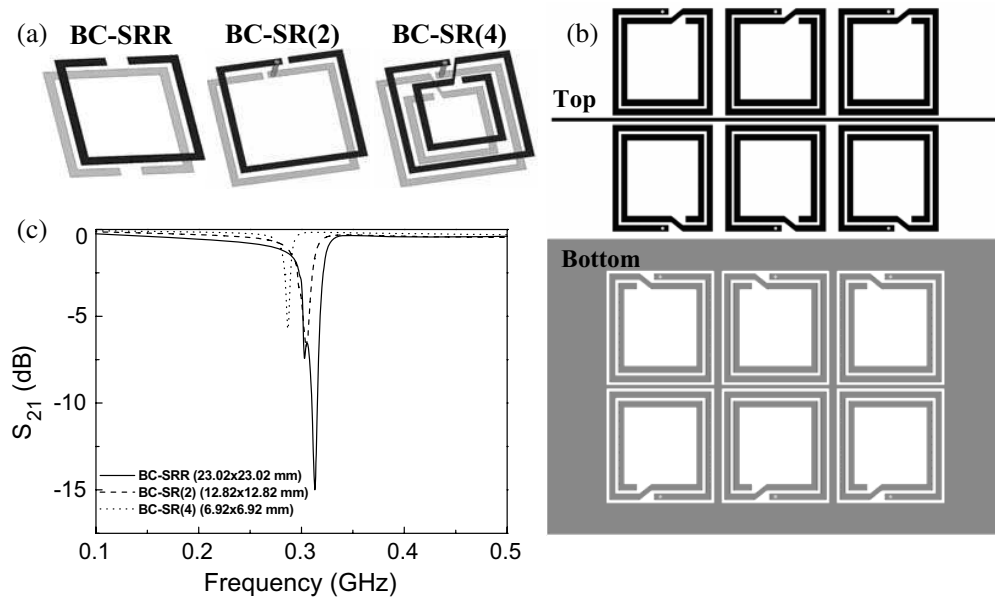 (a)
BC-SRR BC-SR(2) BC-SR(4)
(b)
Top
Bottom
(c)
0
-5
-10
-15
S21 (dB)
BC-SRR (23.02x23.02 mm)
BC-SR(2) (12.82x12.82 mm)
BC-SR(4) (6.92x6.92 mm)
0.1 0.2 0.3 0.4 0.5
Frequency (GHz)